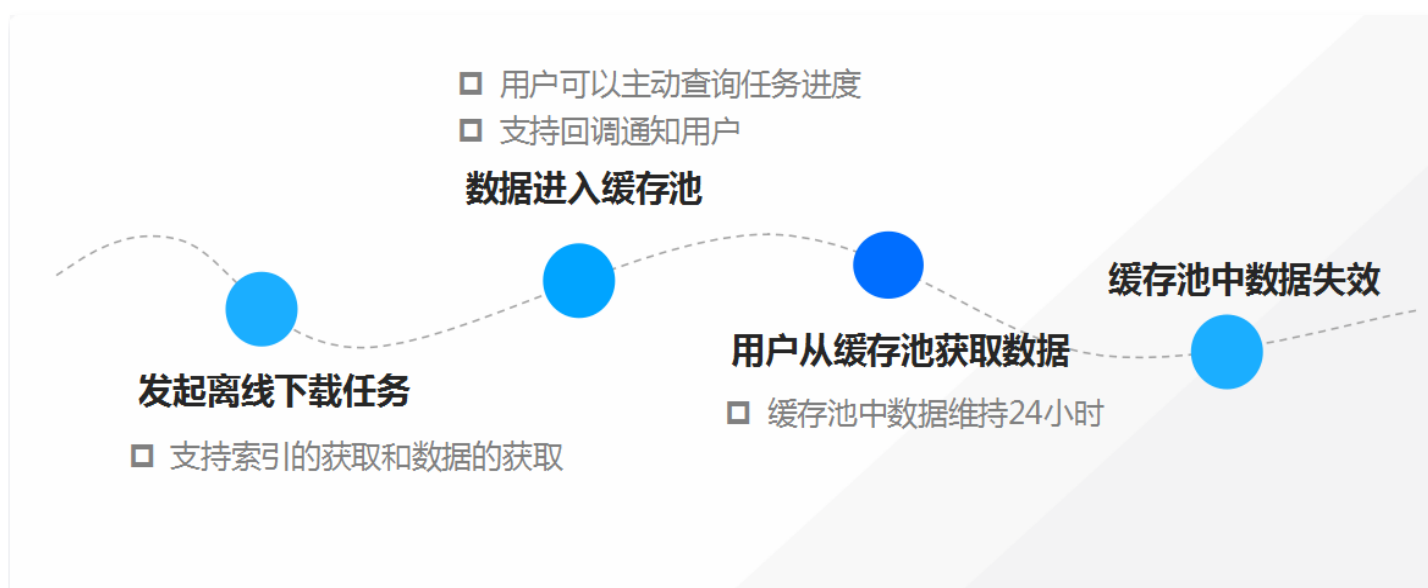 用户可以主动查询任务进度
支持回调通知用户
数据进入缓存池
发起离线下载任务
支持索引的获取和数据的获取
用户从缓存池获取数据
缓存池中数据维持24小时
缓存池中数据失效